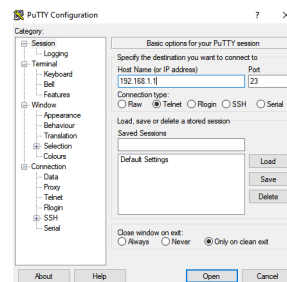 PuTTY Configuration
?
X
Category:
Session
Logging
Terminal
Keyboard
Bell
Features
Window
Appearance
Behaviour
Translation
Selection
Colours
Connection
Data
Proxy
Telnet
Rlogin
SSH
Serial
Basic options for your PuTTY session
Specify the destination you want to connect to
Host Name (or IP address) Port
192.168.1.1 23
Connection type:
Raw Telnet Rlogin SSH Serial
Load, save or delete a stored session
Saved Sessions
Default Settings
Load
Save
Delete
Close window on exit:
Always Never Only on clean exit
About Help Open Cancel